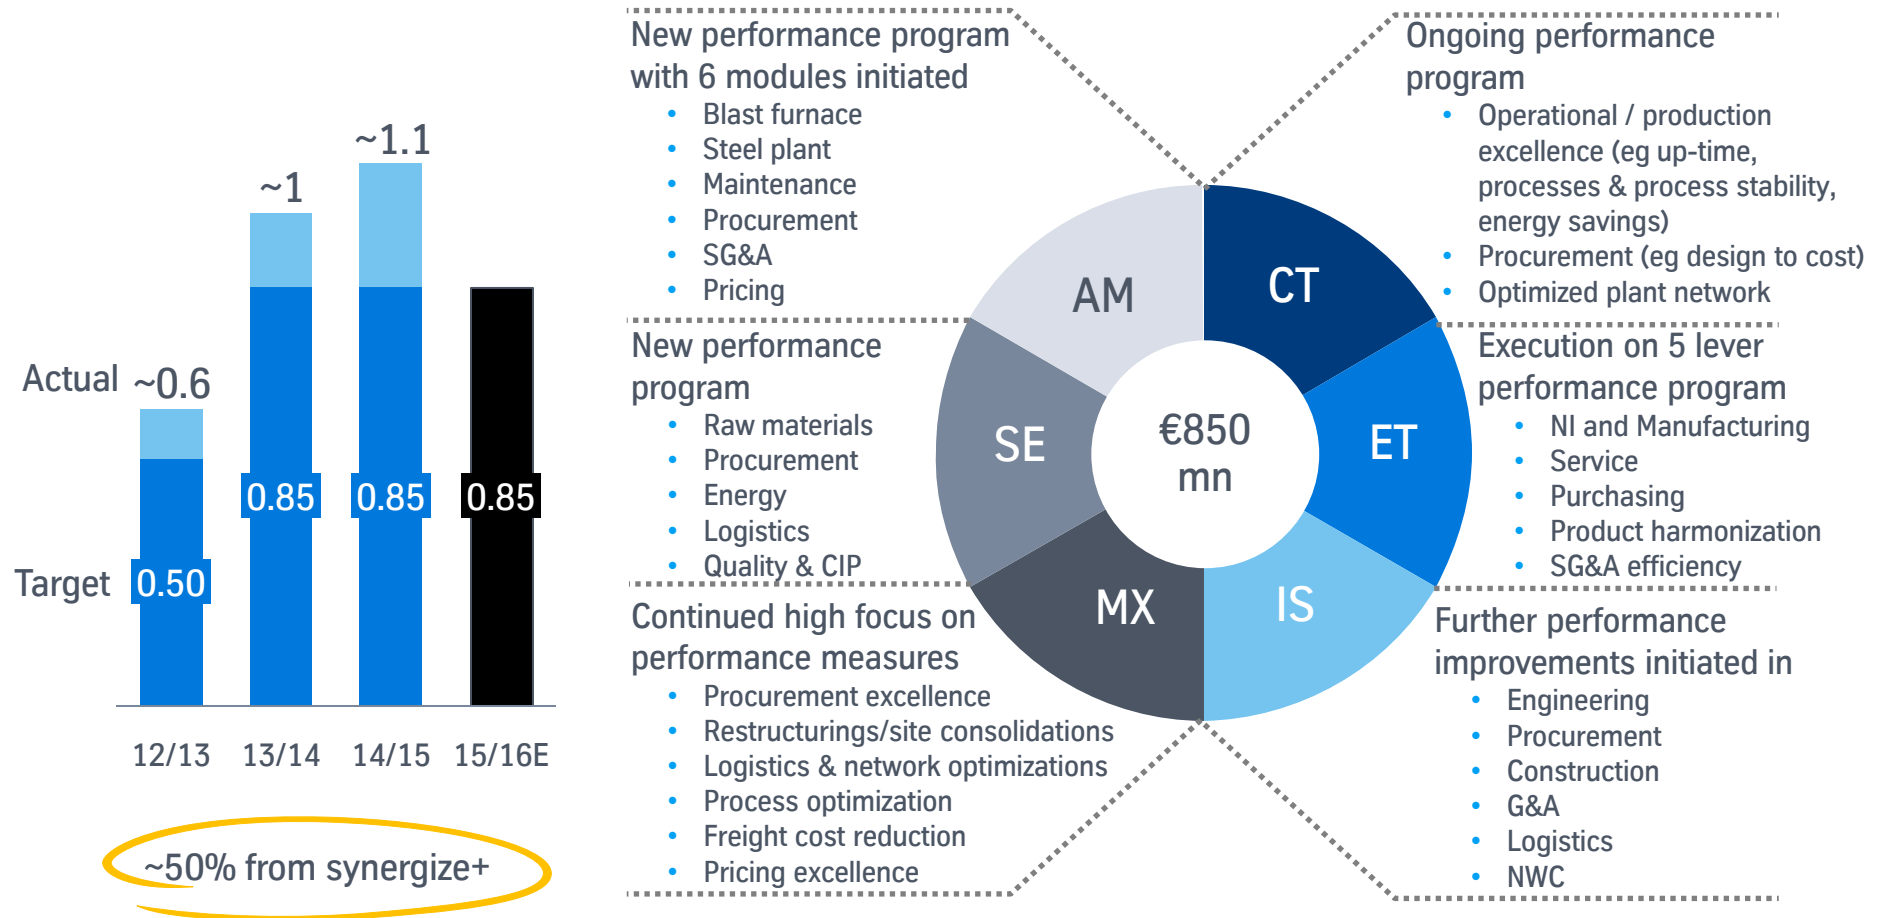 ~1.1
~1
Actual ~0.6
0.85
0.85
0.85
Target
0.50
12/13
13/14
14/15
15/16E
~50% from synergize+
New performance program
with 6 modules initiated
• Blast furnace
• Steel plant
• Maintenance
• Procurement
• SG&A
• Pricing
New performance
program
• Raw materials
• Procurement
• Energy
• Logistics
• Quality & CIP
Continued high focus on
performance measures
• Procurement excellence
• Restructurings/site consolidations
• Logistics & network optimizations
• Process optimization
• Freight cost reduction
• Pricing excellence
AM
CT
SE
€850
mn
ET
MX
IS
Ongoing performance
program
• Operational / production
excellence (eg up-time,
processes & process stability,
energy savings)
• Procurement (eg design to cost)
• Optimized plant network
Execution on 5 lever
performance program
• NI and Manufacturing
• Service
• Purchasing
• Product harmonization
• SG&A efficiency
Further performance
improvements initiated in
• Engineering
• Procurement
• Construction
• G&A
• Logistics
• NWC